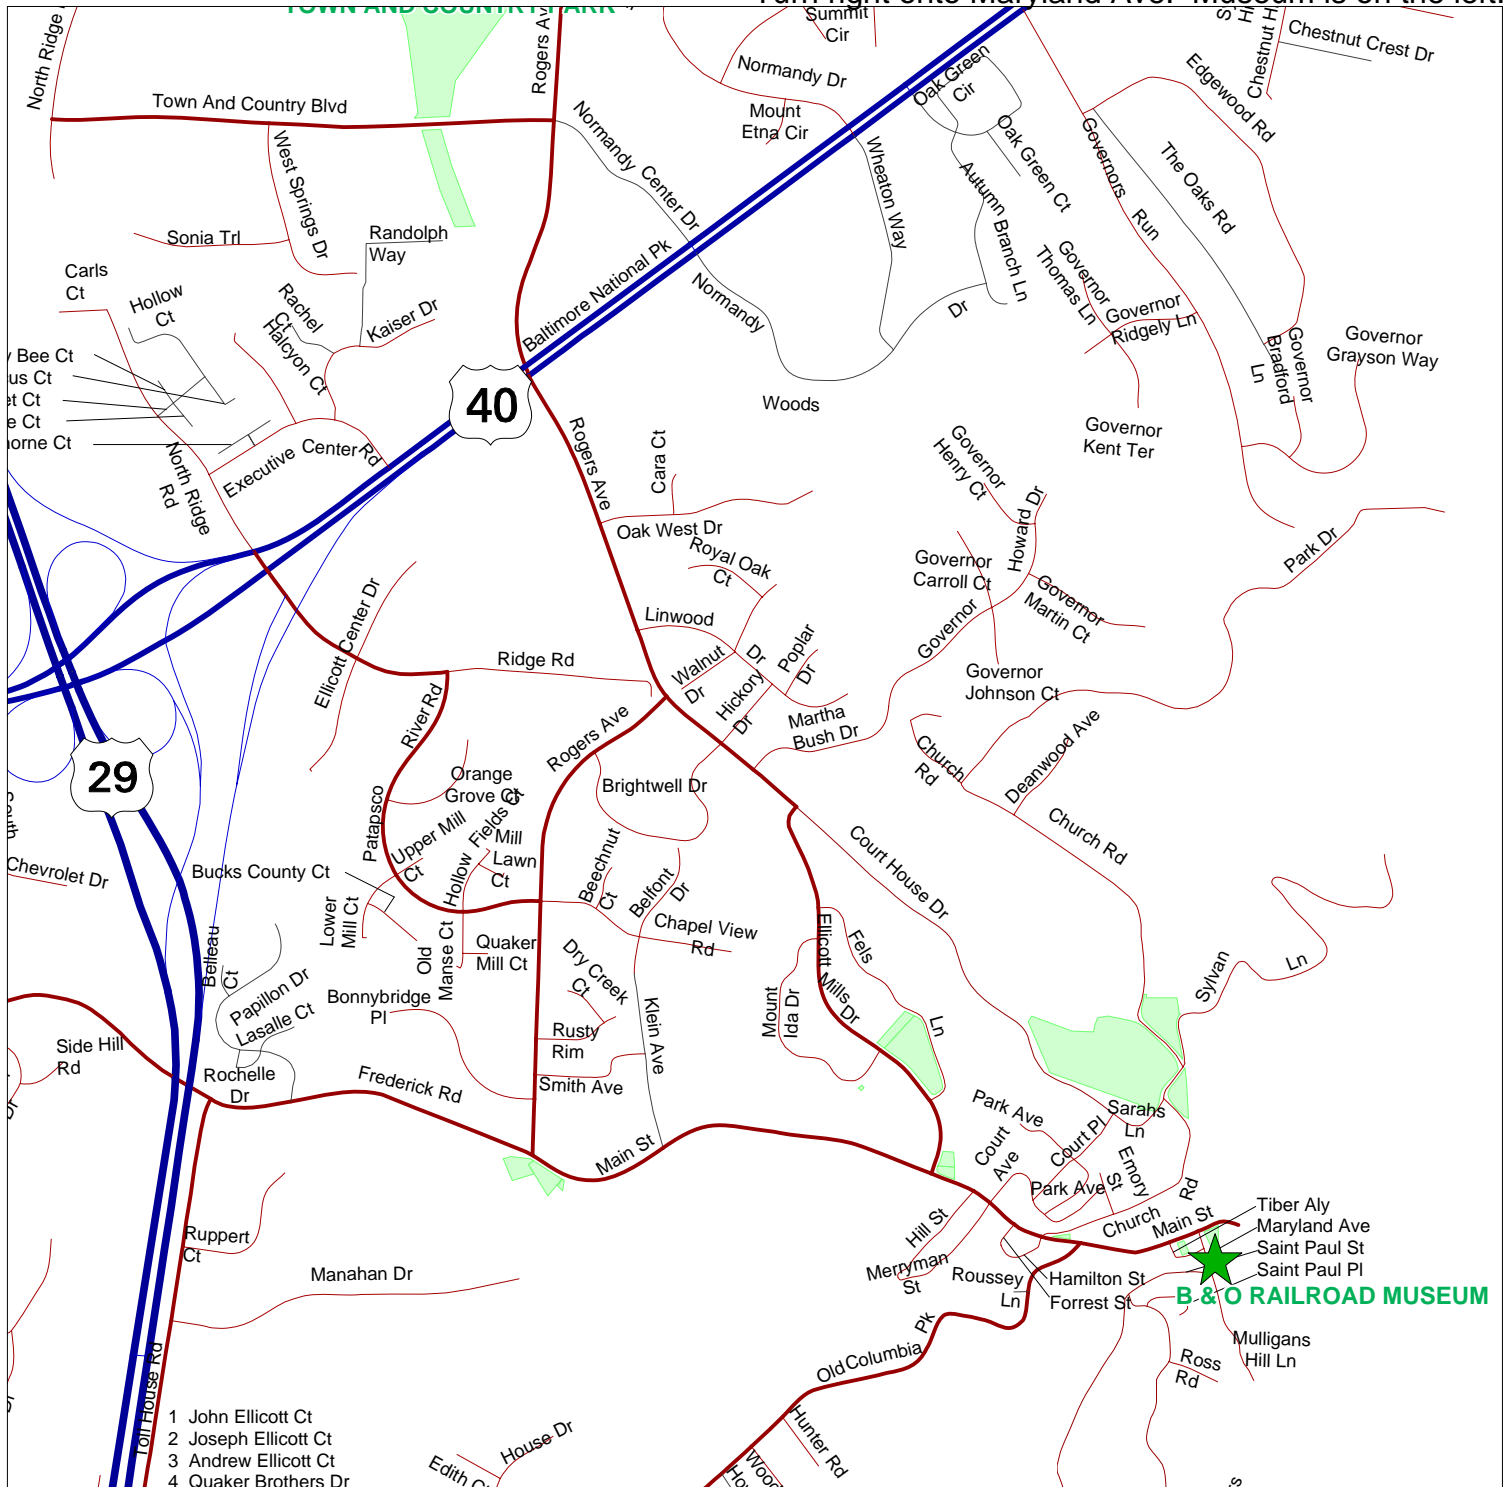 TOWN AND COUNTRY PARK
Turn right onto Maryland Ave. Museum is on the left.
North Ridge
Rogers Av
Summit
Cir
Chestnut H
Chestnut Crest Dr
Normandy Dr
Oak Green
Cir
Edgewood Rd
Town And Country Blvd
Mount
Etna Cir
Normandy Center Dr
Wheaton Way
Oak Green Ct
Governors Run
The Oaks Rd
West Springs Dr
Autumn Branch Ln
Sonia Trl
Randolph
Way
Carls
Ct
Hollow
Ct
Rachel
Ct
Kaiser Dr
Halcyon Ct
Baltimore National Pk
Normandy
Woods
Dr
Governor
Thomas Ln
Governor
Ridgely Ln
Governor
Bradford
Ln
Governor
Grayson Way
y Bee Ct
cus Ct
et Ct
e Ct
horne Ct
40
Executive Center Rd
North Ridge
Rd
Rogers Ave
Cara Ct
Oak West Dr
Governor
Henry Ct
Governor
Kent Ter
Royal Oak
Ct
Governor
Carroll Ct
Howard Dr
Governor
Governor
Martin Ct
Park Dr
Ellicott Center Dr
Linwood
Dr
Ridge Rd
Walnut
Dr
Poplar
Dr
Hickory
Dr
Governor
Johnson Ct
River Rd
Patapsco
Rogers Ave
Martha
Bush Dr
Church
Rd
Deanwood Ave
29
South
Orange
Grove Ct
Brightwell Dr
Upper Mill
Ct
Hollow Fields Ct
Mill
Lawn
Ct
Court House Dr
Church Rd
Chevrolet Dr
Bucks County Ct
Beechnut
Ct
Belfont
Dr
Lower
Mill Ct
Old
Manse Ct
Quaker
Mill Ct
Chapel View
Rd
Ellicott
Mills
Dr
Fels
Ln
Belleau
Ct
Papillon Dr
Lasalle Ct
Dry Creek
Ct
Bonnybridge
Pl
Mount
Ida Dr
Sylvan
Ln
Side Hill
Rd
Rusty
Rim
Klein Ave
Rochelle
Dr
Frederick Rd
Smith Ave
Dr
Park Ave
Sarahs
Ln
Court
Ave
Court Pl
Main St
Emory
St
Park Ave
Church
Rd
Main St
Tiber Aly
Maryland Ave
Saint Paul St
Saint Paul Pl
Hill St
Merryman
St
Ruppert
Ct
Manahan Dr
Roussey
Ln
Hamilton St
Forrest St
B & O RAILROAD MUSEUM
Old Columbia
Pk
Mulligans
Hill Ln
Ross
Rd
Toll House Rd
1 John Ellicott Ct
2 Joseph Ellicott Ct
3 Andrew Ellicott Ct
4 Quaker Brothers Dr
House Dr
Edith Ct
Hunter Rd